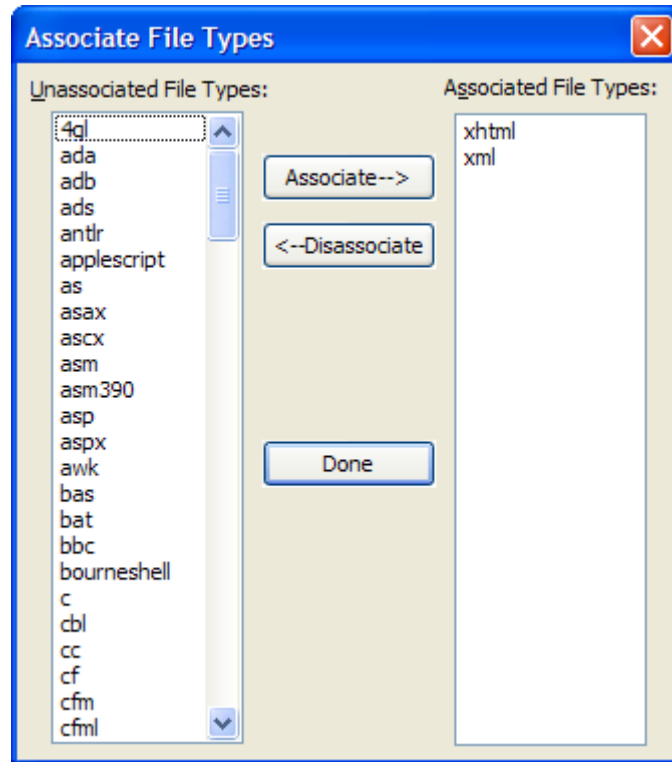 Associate File Types
Unassociated File Types:
4gl
ada
adb
ads
antlr
applescript
as
asax
ascx
asm
asm390
asp
aspx
awk
bas
bat
bbc
bourneshell
c
cbl
cc
cf
cfm
cfml
Associate-->
<--Disassociate
Done
Associated File Types:
xhtml
xml